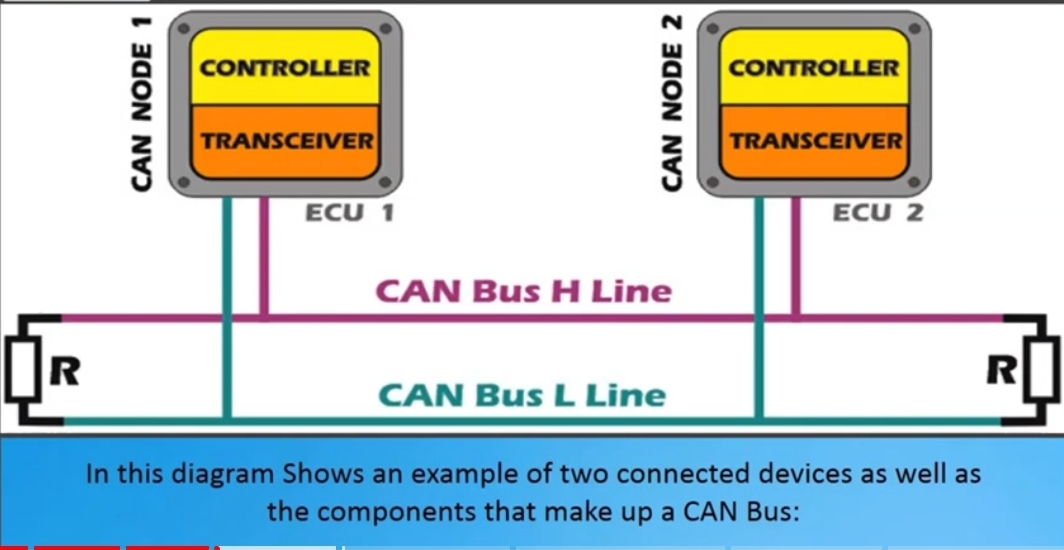 CAN NODE 1
CONTROLLER
TRANSCEIVER
ECU 1
CAN NODE 2
CONTROLLER
TRANSCEIVER
ECU 2
CAN Bus H Line
R
R
CAN Bus L Line
In this diagram Shows an example of two connected devices as well as
the components that make up a CAN Bus: